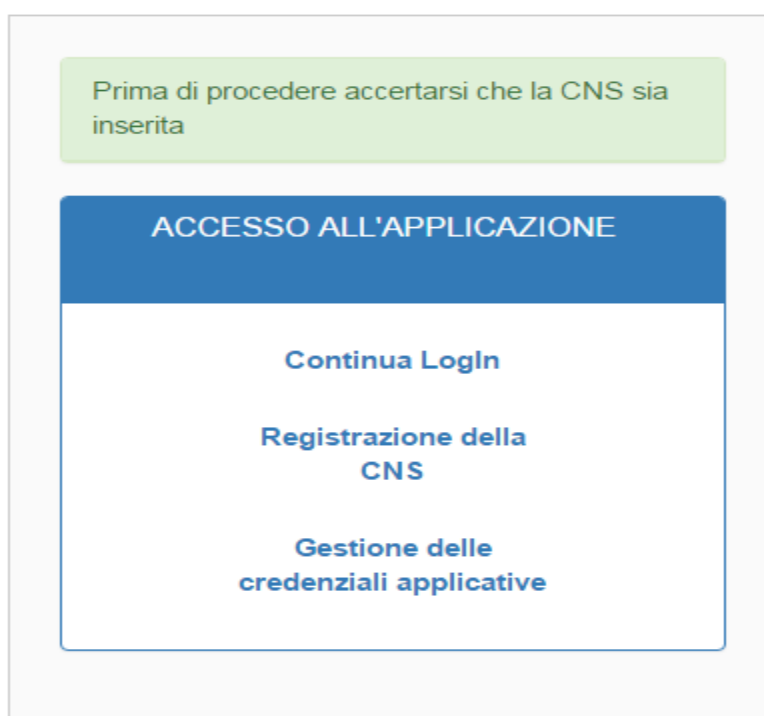 Prima di procedere accertarsi che la CNS sia
inserita
ACCESSO ALL'APPLICAZIONE
Continua LogIn
Registrazione della
CNS
Gestione delle
credenziali applicative